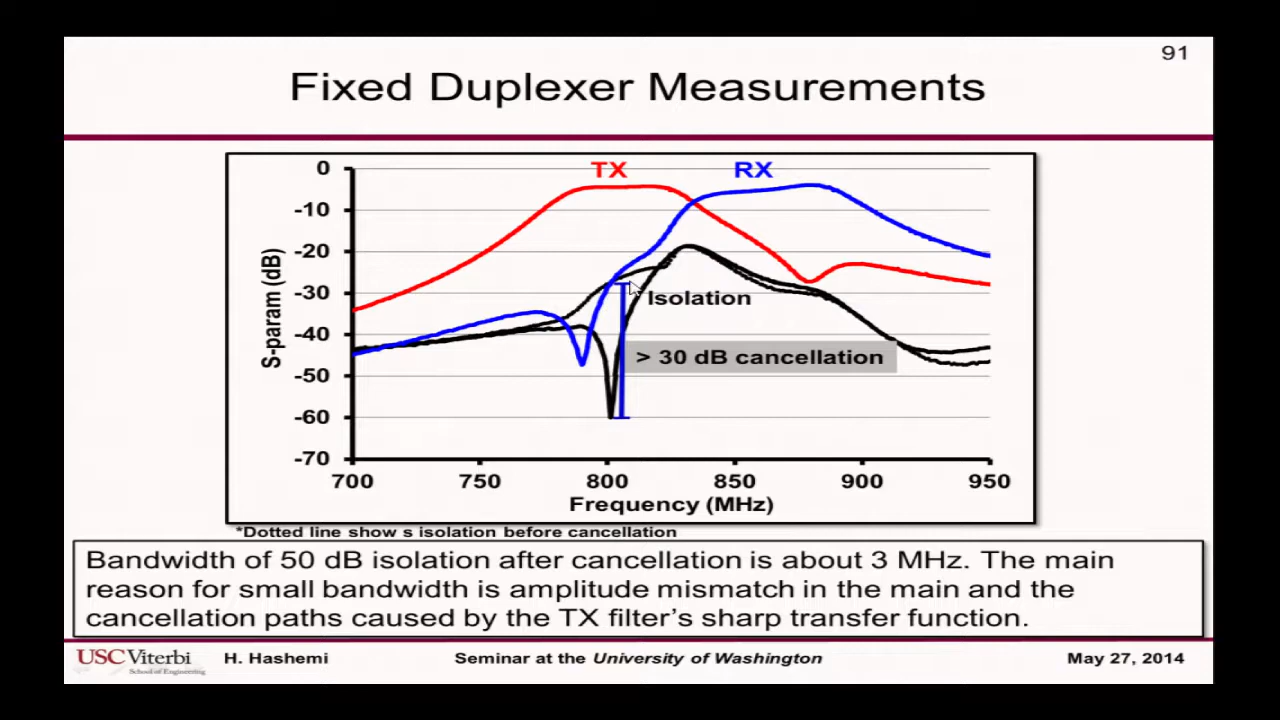 91
Fixed Duplexer Measurements
TX
RX
0
-10
-20
-30
-40
-50
-60
-70
S-param (dB)
Isolation
> 30 dB cancellation
700 750 800 850 900 950
Frequency (MHz)
*Dotted line show s isolation before cancellation
Bandwidth of 50 dB isolation after cancellation is about 3 MHz. The main
reason for small bandwidth is amplitude mismatch in the main and the
cancellation paths caused by the TX filter's sharp transfer function.
USC Viterbi
School of Engineering
H. Hashemi
Seminar at the University of Washington
May 27, 2014